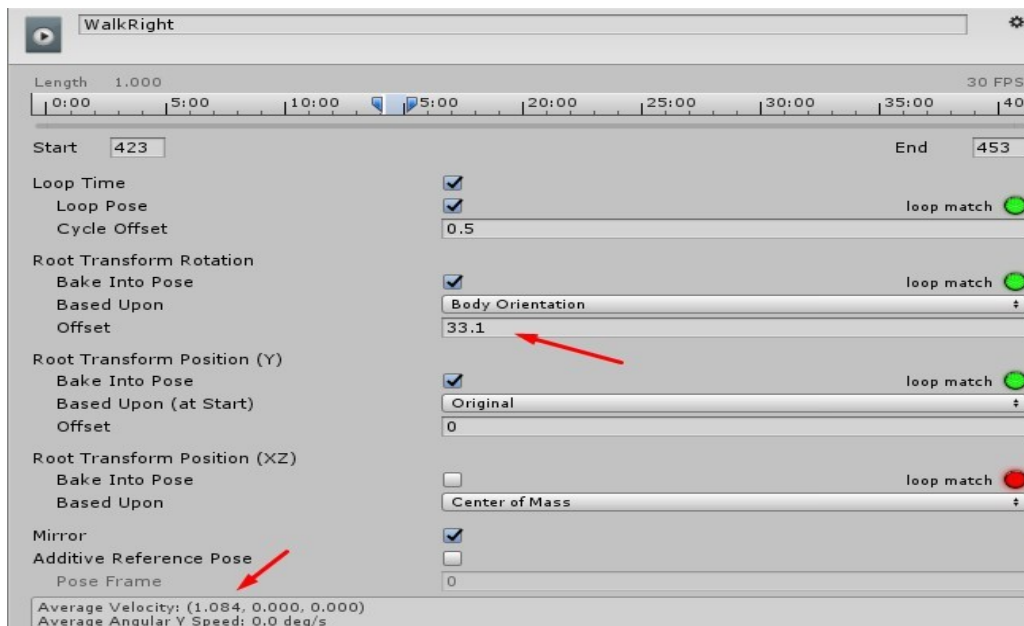 WalkRight
Length 1.000 30 FPS
0:00 5:00 10:00 5:00 20:00 25:00 30:00 35:00 40
Start 423 End 453
Loop Time
Loop Pose loop match
Cycle Offset 0.5
Root Transform Rotation
Bake Into Pose loop match
Based Upon Body Orientation
Offset 33.1
Root Transform Position (Y)
Bake Into Pose loop match
Based Upon (at Start) Original
Offset 0
Root Transform Position (XZ)
Bake Into Pose loop match
Based Upon Center of Mass
Mirror
Additive Reference Pose
Pose Frame 0
Average Velocity: (1.084, 0.000, 0.000)
Average Angular Y Speed: 0.0 deg/s